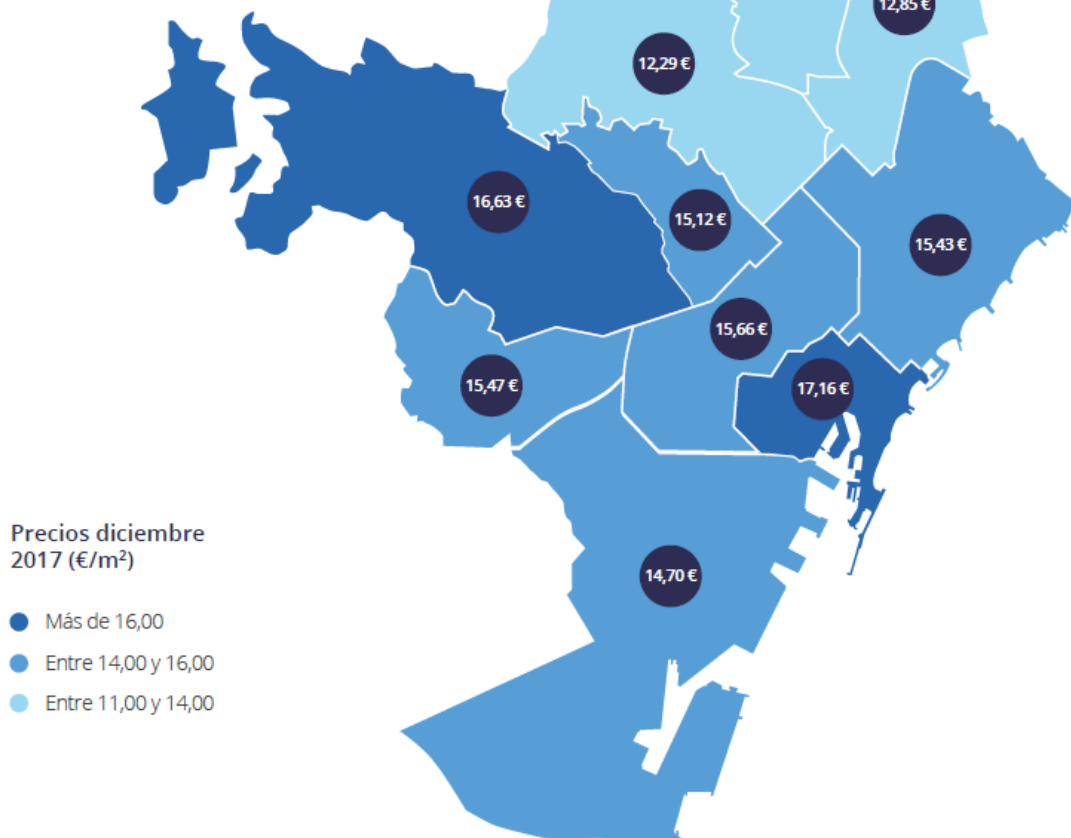 12,85 €
12,29 €
16,63 €
15,12 €
15,43 €
15,66 €
15,47 €
17,16 €
14,70 €
Precios diciembre
2017 (€/m²)
Más de 16,00
Entre 14,00 y 16,00
Entre 11,00 y 14,00